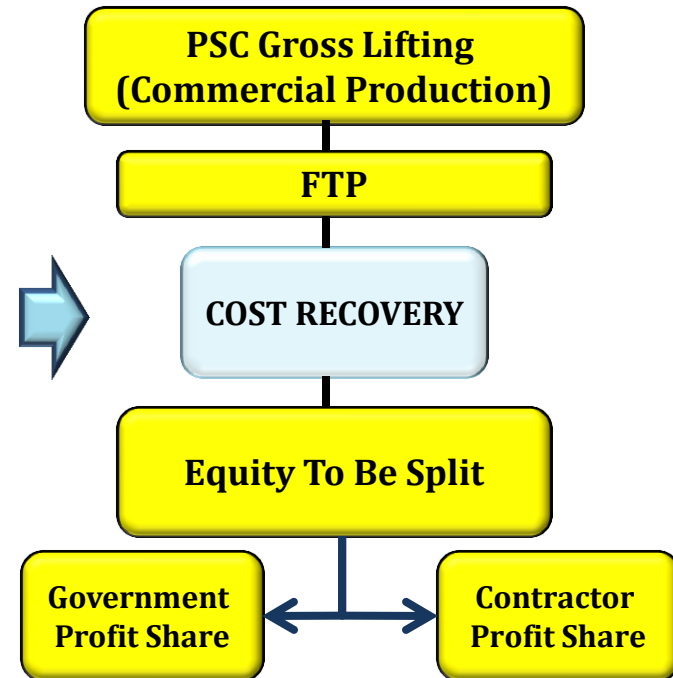 PSC Gross Lifting
(Commercial Production)
FTP
COST RECOVERY
Equity To Be Split
Government
Profit Share
Contractor
Profit Share